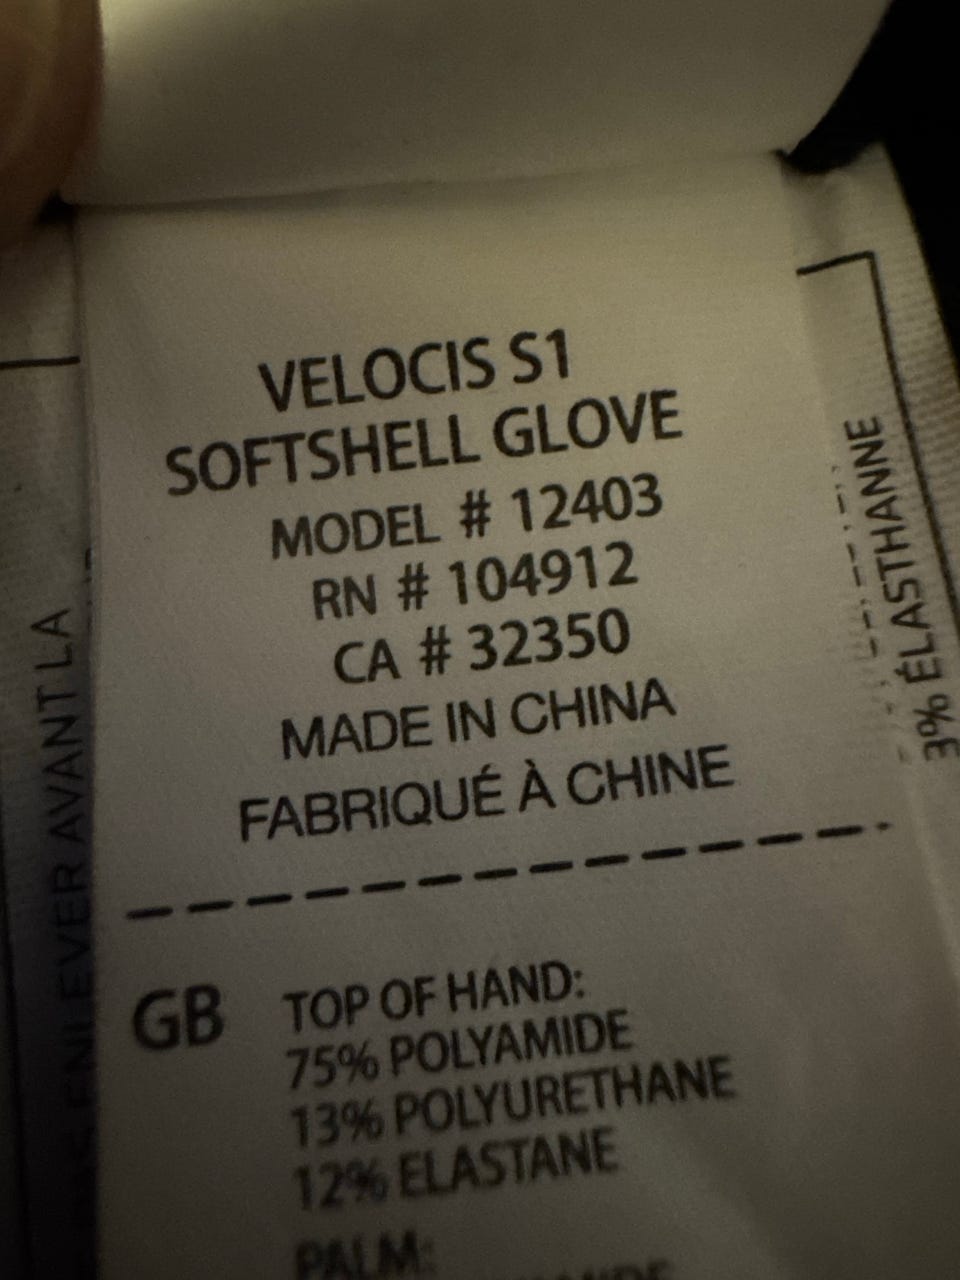 VELOCIS S1
SOFTSHELL GLOVE
MODEL # 12403
RN # 104912
CA # 32350
MADE IN CHINA
FABRIQUÉ À CHINE
GB TOP OF HAND:
75% POLYAMIDE
13% POLYURETHANE
12% ELASTANE
PALM:
ENLEVER AVANT LA
3% ÉLASTHANNE